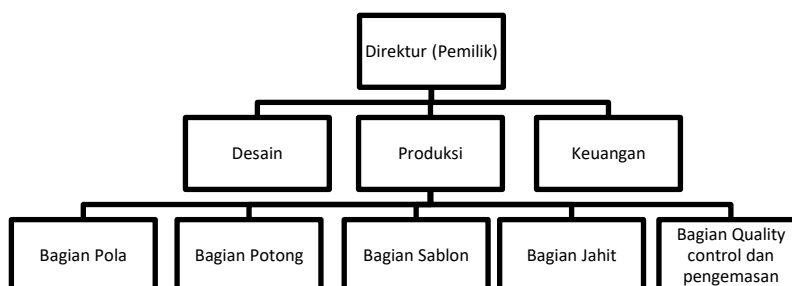 Direktur (Pemilik)
Desain
Produksi
Keuangan
Bagian Pola
Bagian Potong
Bagian Sablon
Bagian Jahit
Bagian Quality
control dan
pengemasan